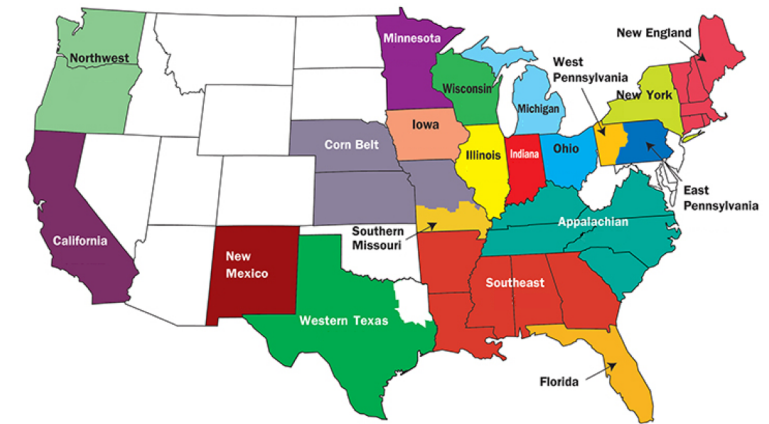 New England
Minnesota
Northwest
West
Pennsylvania
Wisconsin
New York
Michigan
Iowa
Corn Belt
Illinois
Indiana
Ohio
East
Pennsylvania
Southern
Missouri
Appalachian
California
New
Mexico
Southeast
Western Texas
Florida